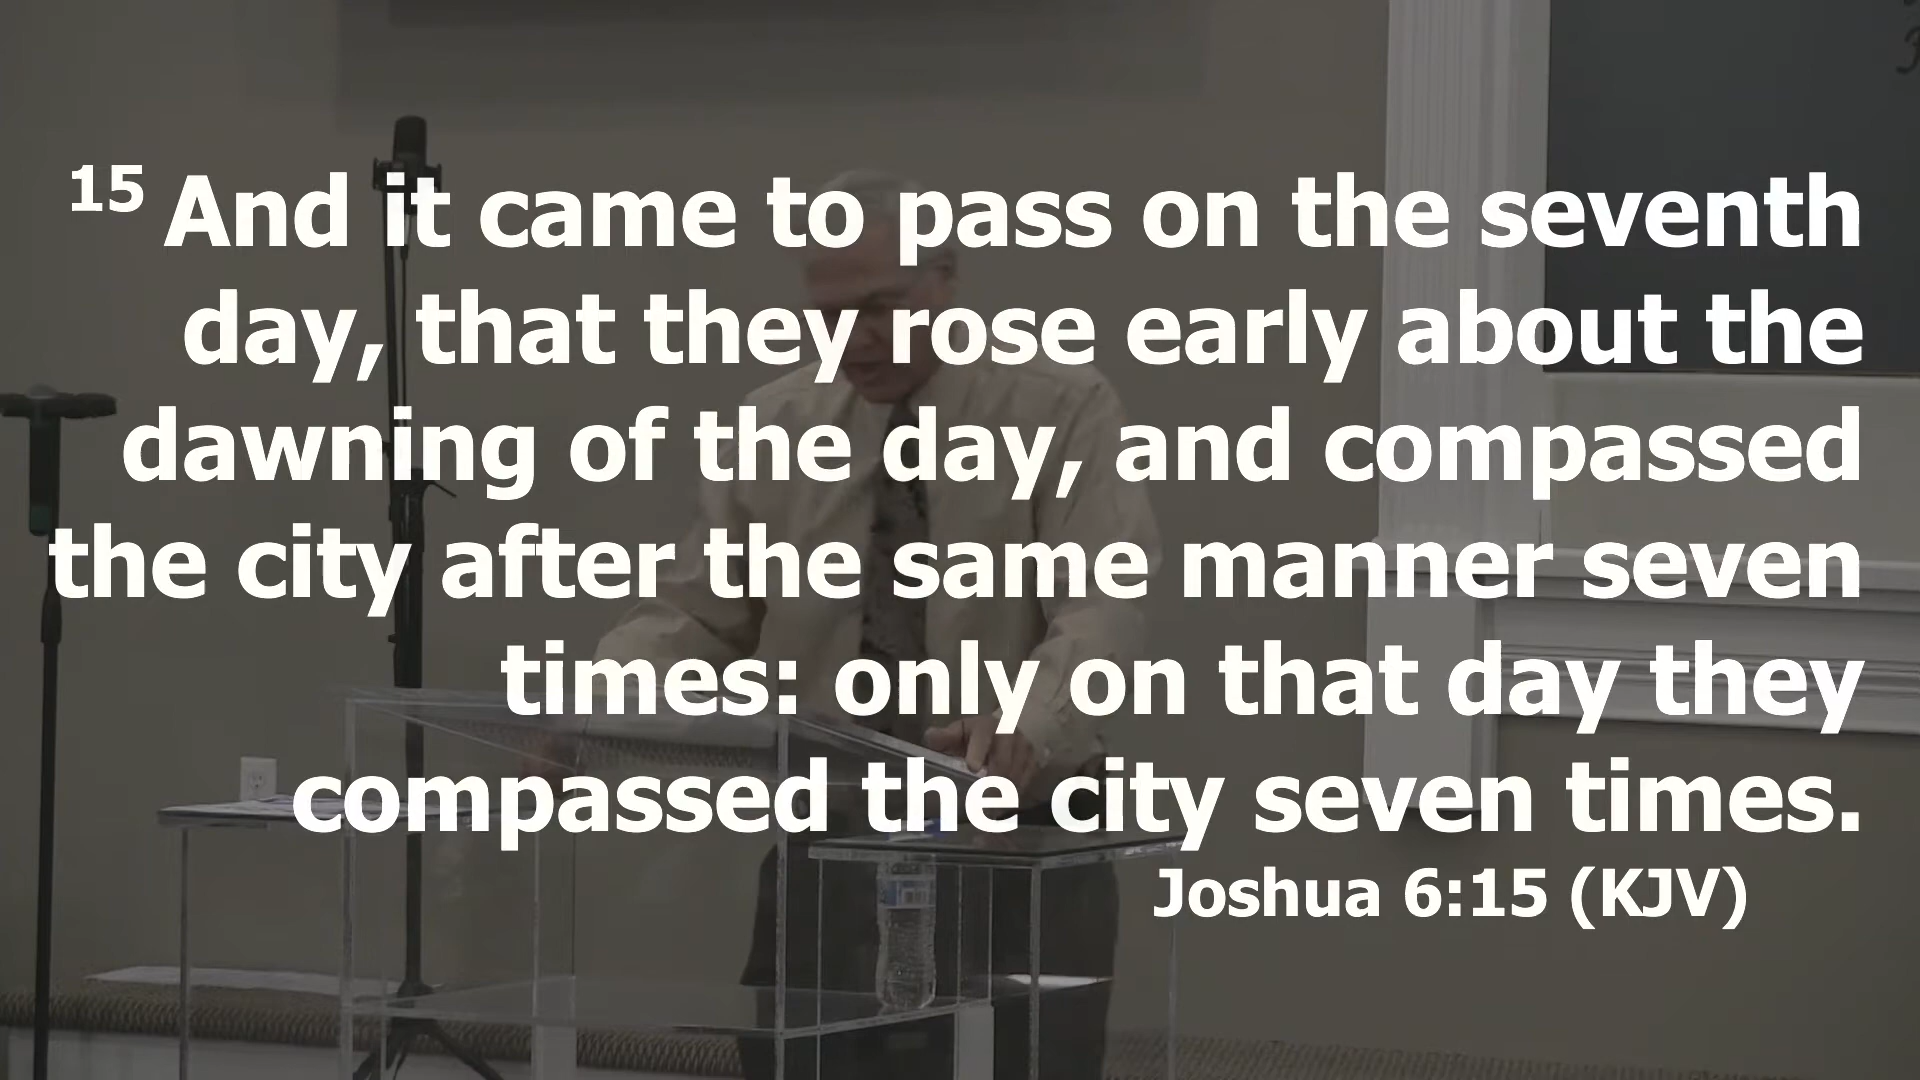 15 And it came to pass on the seventh
day, that they rose early about the
dawning of the day, and compassed
the city after the same manner seven
times: only on that day they
compassed the city seven times.
Joshua 6:15 (KJV)